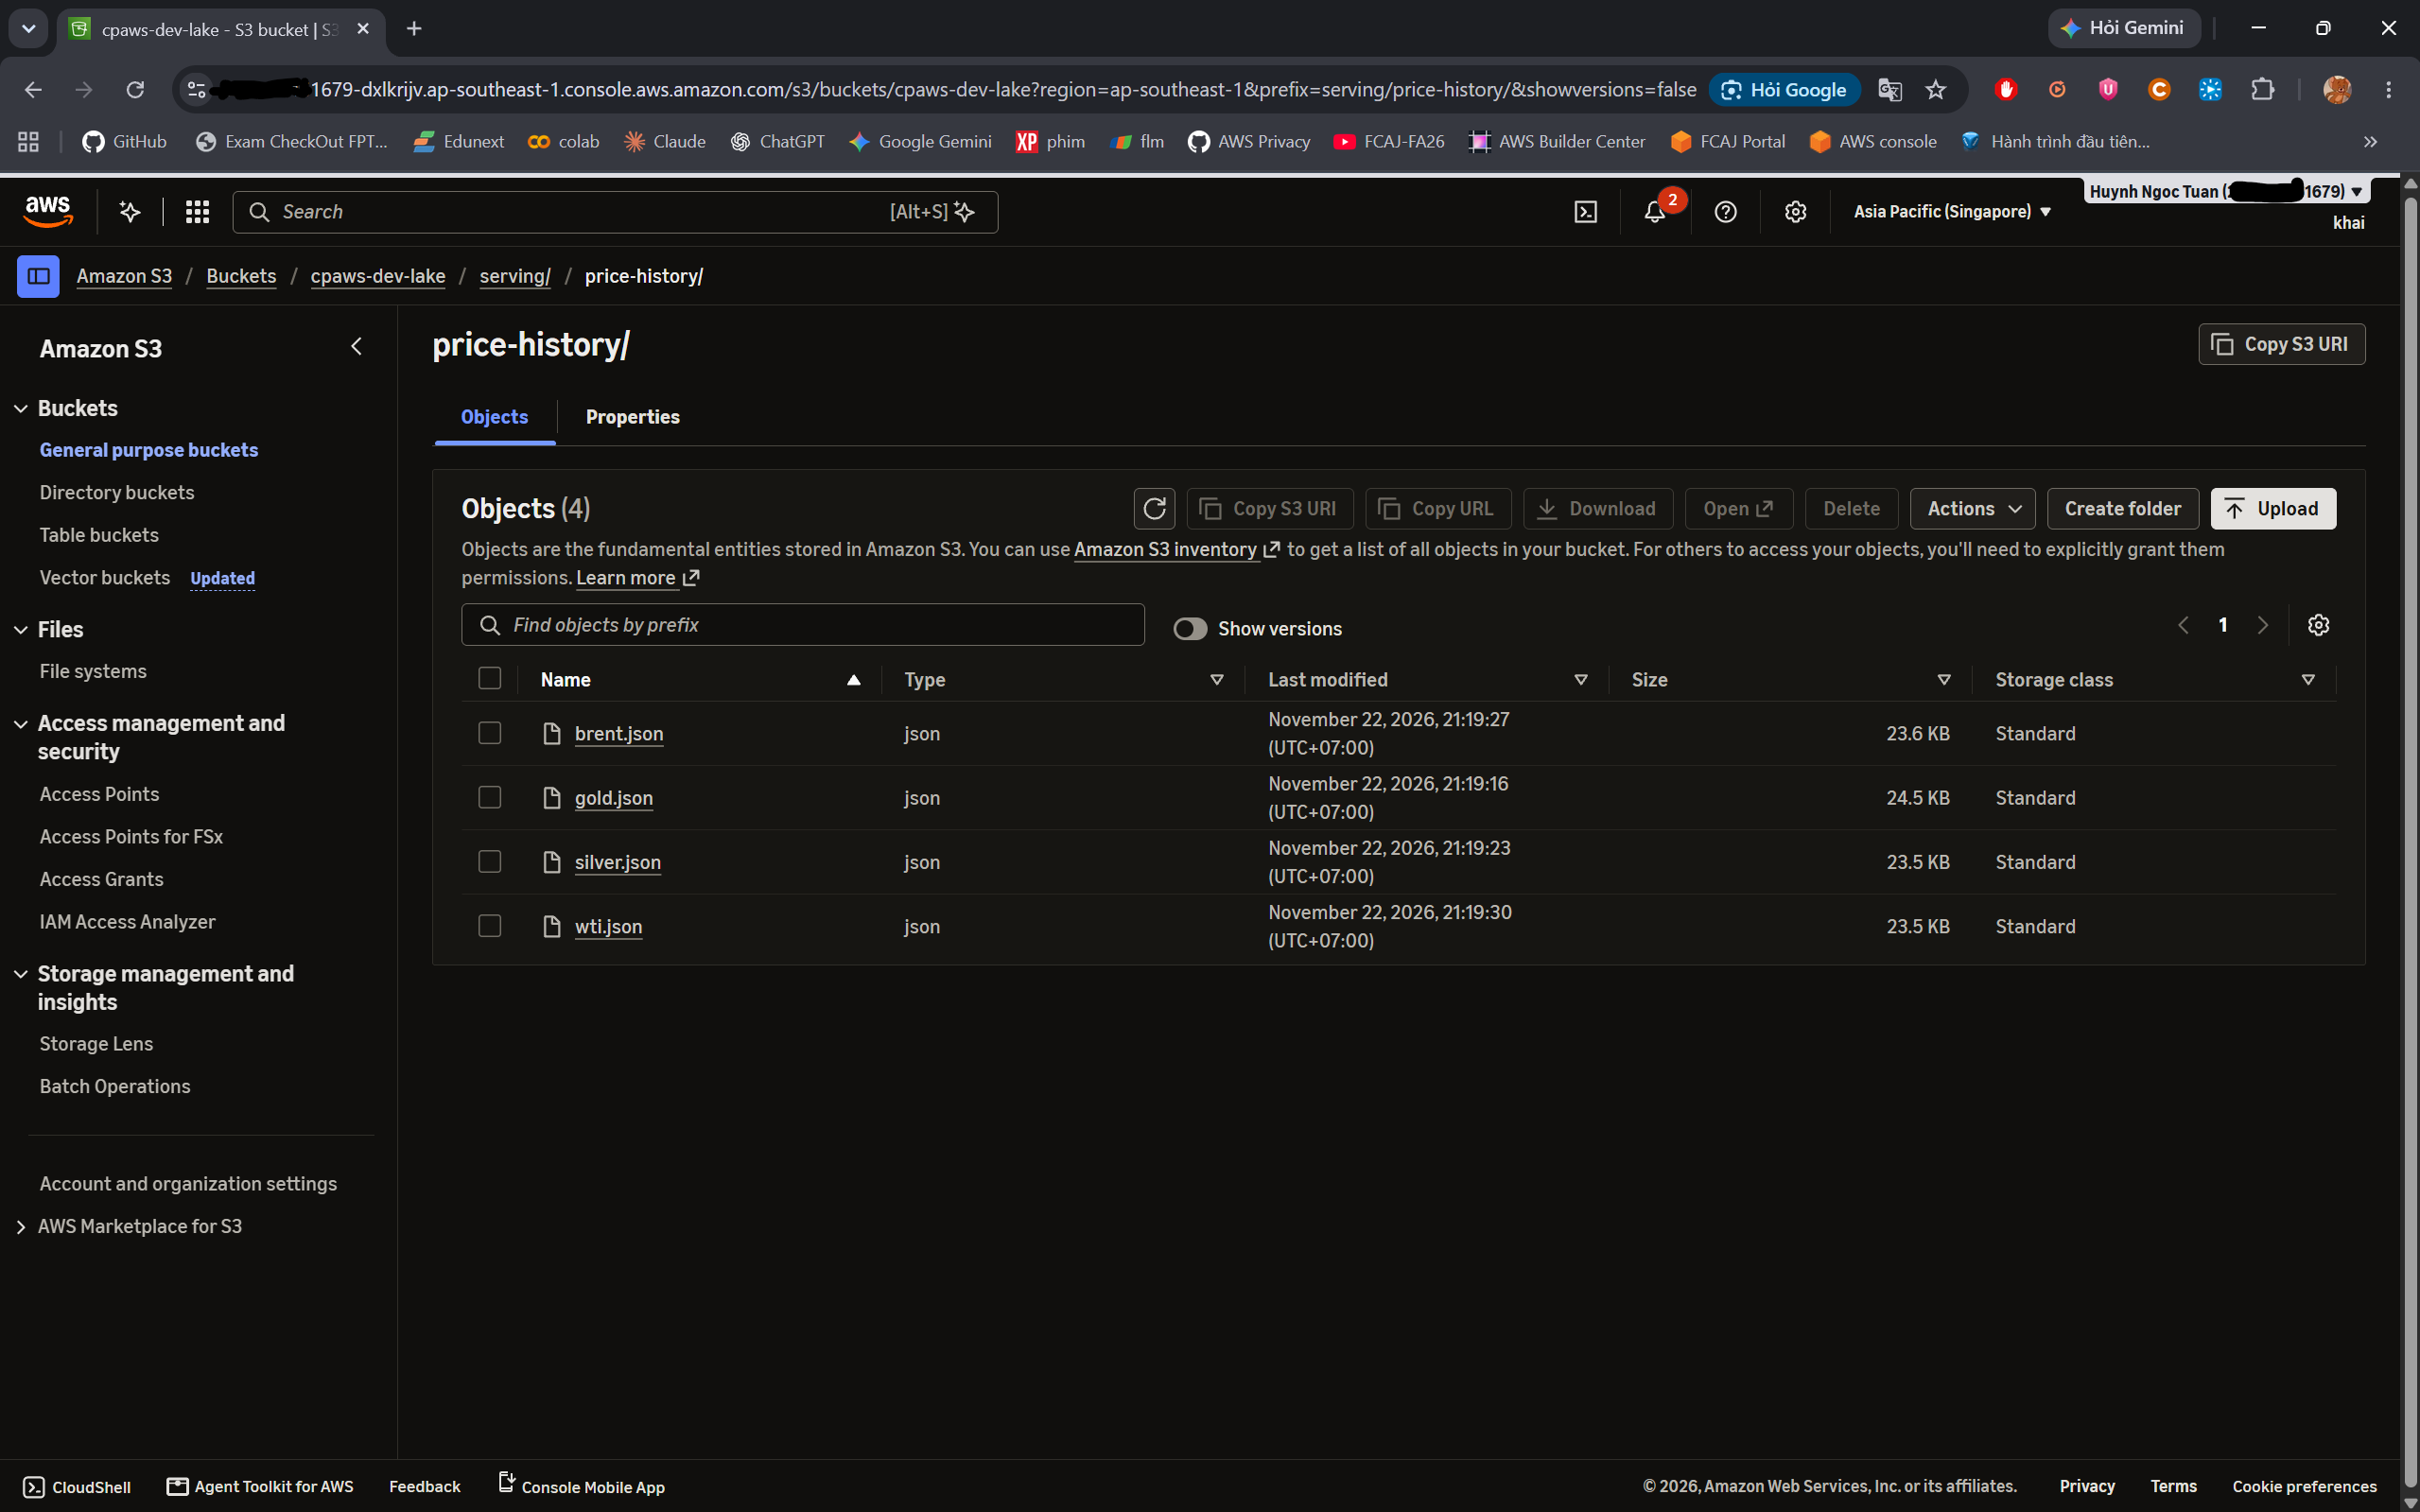 cpaws-dev-lake - S3 bucket | S3
Hỏi Gemini
1679-dxlkrijv.ap-southeast-1.console.aws.amazon.com/s3/buckets/cpaws-dev-lake?region=ap-southeast-1&prefix=serving/price-history/&showversions=false
Hỏi Google
GitHub
Exam CheckOut FPT...
Edunext
colab
Claude
ChatGPT
Google Gemini
XP phim
flm
AWS Privacy
FCAJ-FA26
AWS Builder Center
FCAJ Portal
AWS console
Hành trình đầu tiên...
aws
Search
[Alt+S]
2
Asia Pacific (Singapore)
Huynh Ngoc Tuan ( 1679)
khai
Amazon S3 / Buckets / cpaws-dev-lake / serving/ / price-history/
Amazon S3
Buckets
General purpose buckets
Directory buckets
Table buckets
Vector buckets Updated
Files
File systems
Access management and
security
Access Points
Access Points for FSx
Access Grants
IAM Access Analyzer
Storage management and
insights
Storage Lens
Batch Operations
Account and organization settings
AWS Marketplace for S3
price-history/
Copy S3 URI
Objects
Properties
Objects (4)
Copy S3 URI
Copy URL
Download
Open
Delete
Actions
Create folder
Upload
Objects are the fundamental entities stored in Amazon S3. You can use Amazon S3 inventory to get a list of all objects in your bucket. For others to access your objects, you'll need to explicitly grant them
permissions. Learn more
Find objects by prefix
Show versions
1
Name Type Last modified Size Storage class
brent.json json November 22, 2026, 21:19:27 (UTC+07:00) 23.6 KB Standard
gold.json json November 22, 2026, 21:19:16 (UTC+07:00) 24.5 KB Standard
silver.json json November 22, 2026, 21:19:23 (UTC+07:00) 23.5 KB Standard
wti.json json November 22, 2026, 21:19:30 (UTC+07:00) 23.5 KB Standard
CloudShell
Agent Toolkit for AWS
Feedback
Console Mobile App
© 2026, Amazon Web Services, Inc. or its affiliates.
Privacy
Terms
Cookie preferences